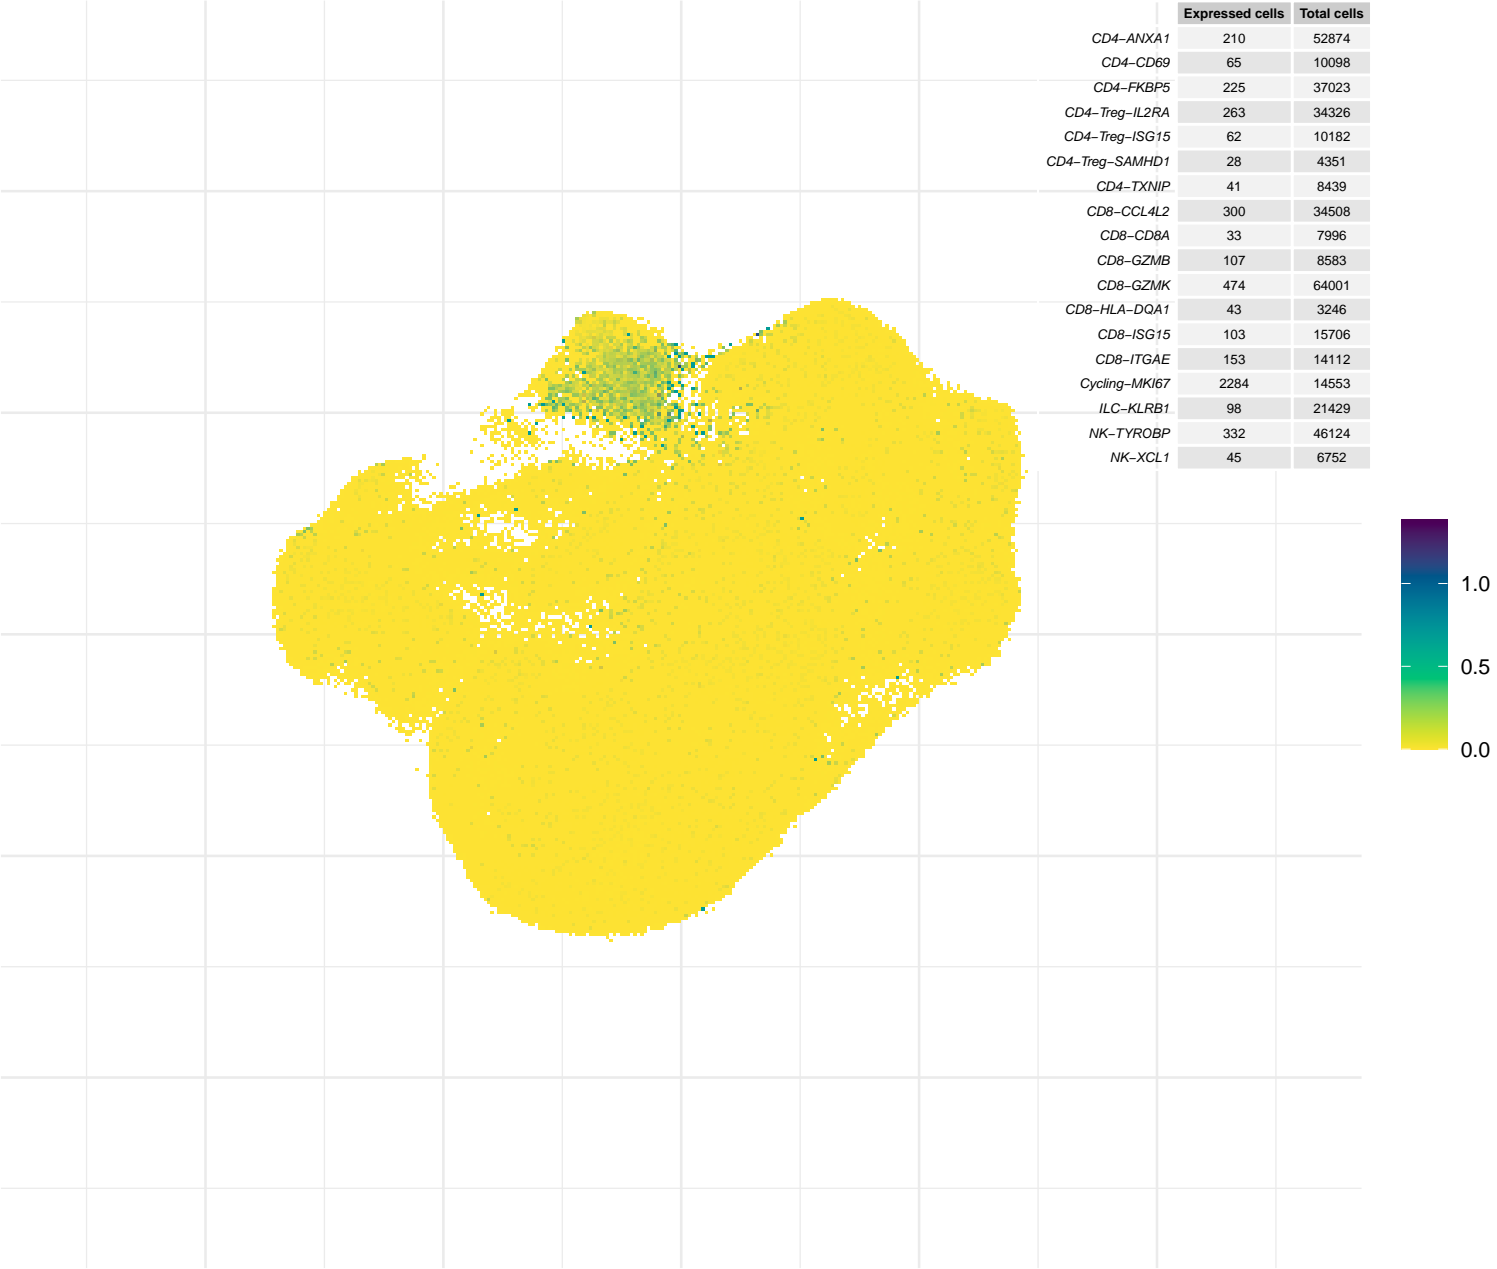 Expressed cells Total cells
CD4−ANXA1 210 52874
CD4−CD69 65 10098
CD4−FKBP5 225 37023
CD4−Treg−IL2RA 263 34326
CD4−Treg−ISG15 62 10182
CD4−Treg−SAMHD1 28 4351
CD4−TXNIP 41 8439
CD8−CCL4L2 300 34508
CD8−CD8A 33 7996
CD8−GZMB 107 8583
CD8−GZMK 474 64001
CD8−HLA−DQA1 43 3246
CD8−ISG15 103 15706
CD8−ITGAE 153 14112
Cycling−MKI67 2284 14553
ILC−KLRB1 98 21429
NK−TYROBP 332 46124
NK−XCL1 45 6752
1.0
0.5
0.0